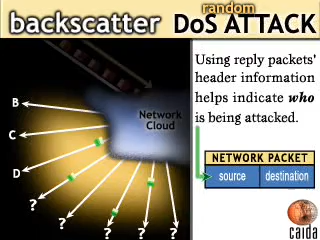 random
backscatter DoS ATTACK
Using reply packets'
header information
helps indicate who
is being attacked.
Network
Cloud
B
C
D
?
?
?
?
?
NETWORK PACKET
source destination
caida